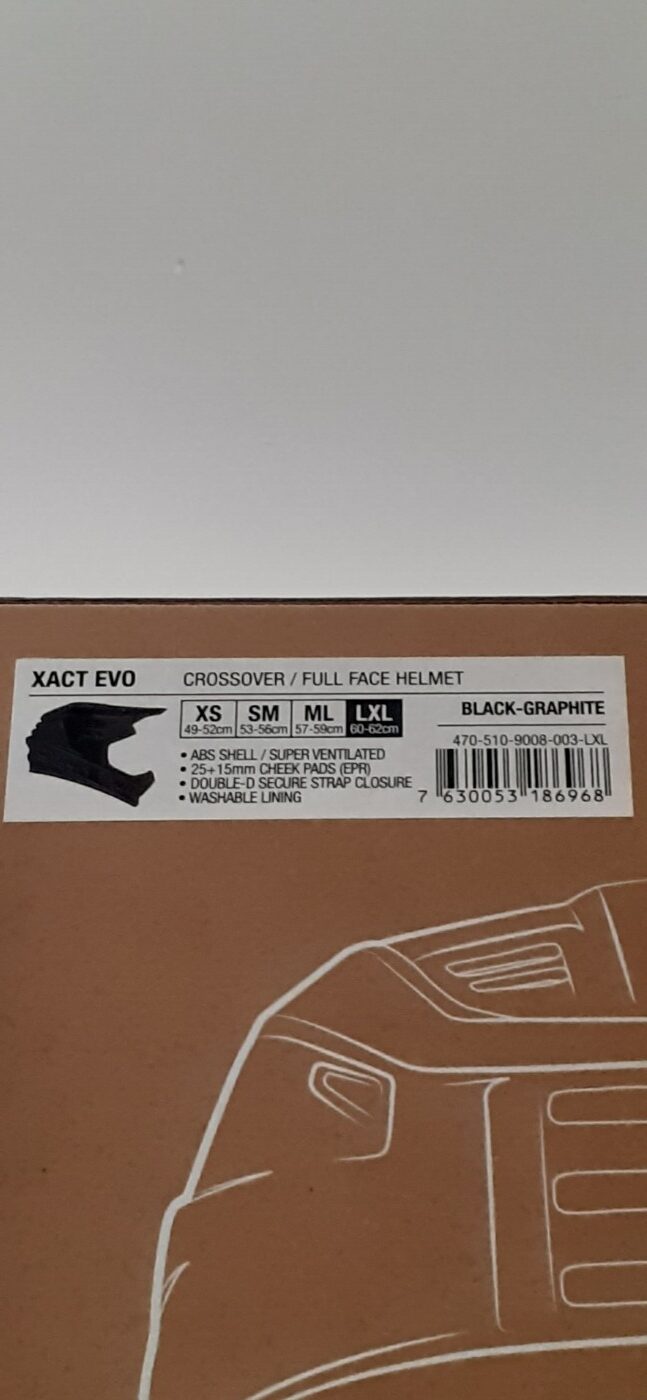 XACT EVO CROSSOVER / FULL FACE HELMET
XS SM ML LXL
49-52cm 53-56cm 57-59cm 60-62cm
BLACK-GRAPHITE
470-510-9008-003-LXL
• ABS SHELL / SUPER VENTILATED
• 25+15mm CHEEK PADS (EPR)
• DOUBLE-D SECURE STRAP CLOSURE
• WASHABLE LINING
7 630053 186968